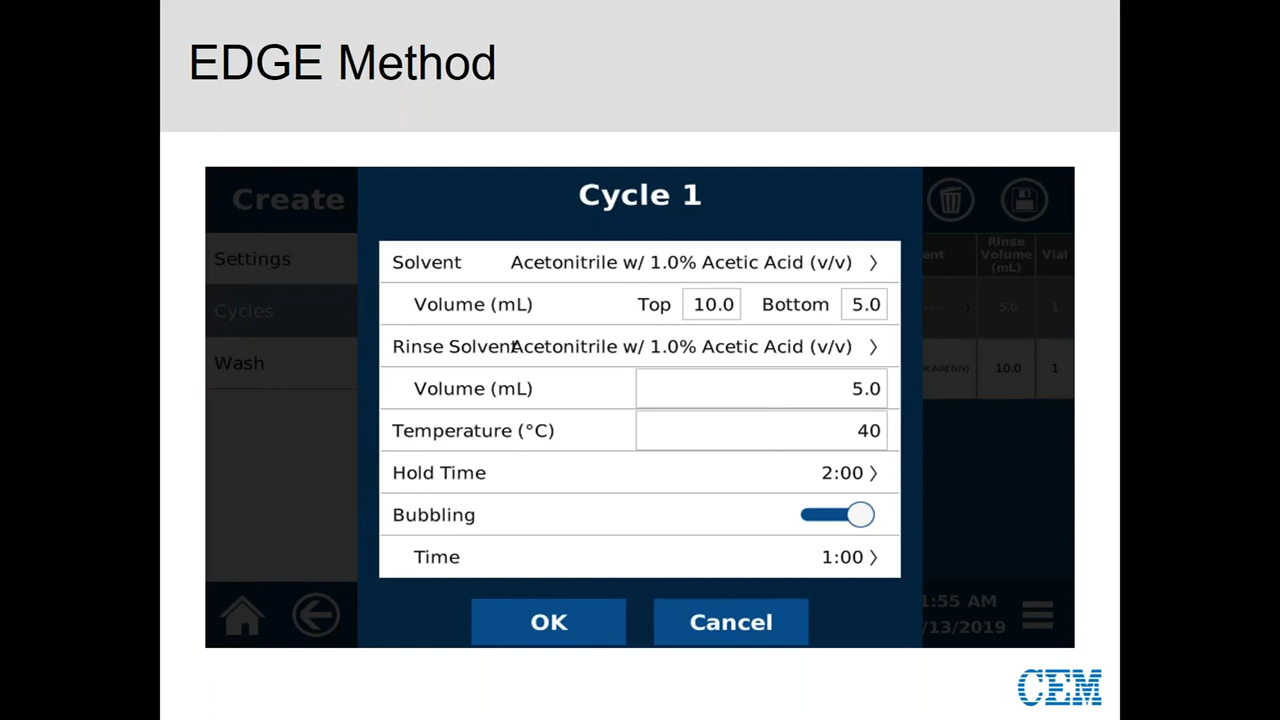 EDGE Method
Create
Cycle 1
Settings
Cycles
Wash
Solvent Acetonitrile w/ 1.0% Acetic Acid (v/v) >
Volume (mL) Top 10.0 Bottom 5.0
Rinse Solvent Acetonitrile w/ 1.0% Acetic Acid (v/v) >
Volume (mL) 5.0
Temperature (°C) 40
Hold Time 2:00 >
Bubbling
Time 1:00 >
OK Cancel
ent
Rinse
Volume
(mL)
Vial
5.0 1
ic Acid (v/v) 10.0 1
1:55 AM
/13/2019
CEM